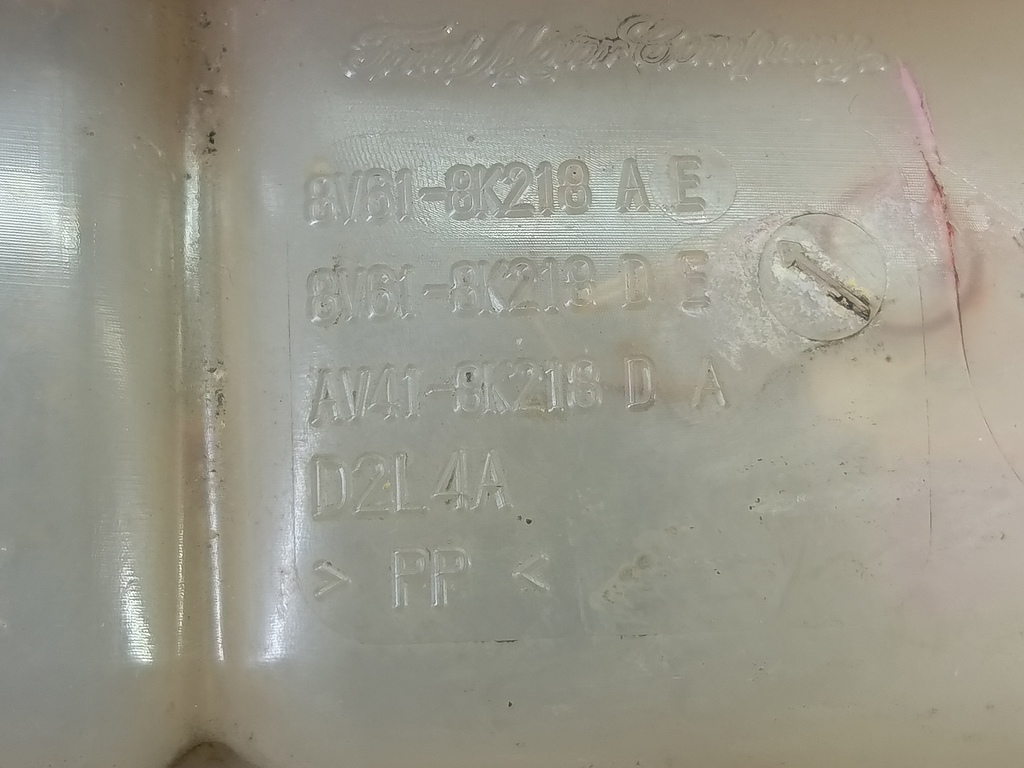 Ford Motor Company
8V61-8K218 A E
8V61-8K218 D E
AV41-8K218 D A
D2L4A
> PP <